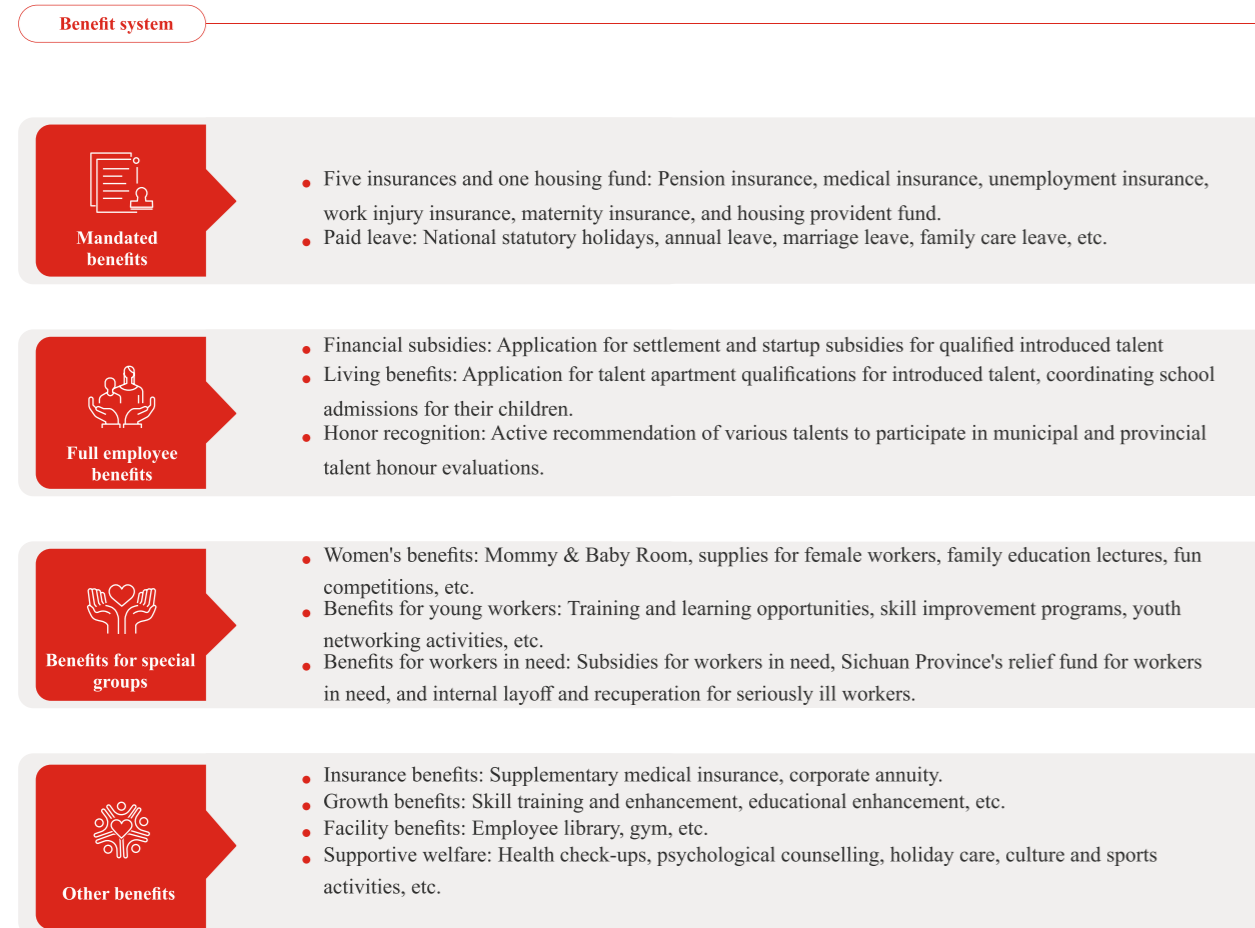 Benefit system
Mandated
benefits
Five insurances and one housing fund: Pension insurance, medical insurance, unemployment insurance,
work injury insurance, maternity insurance, and housing provident fund.
Paid leave: National statutory holidays, annual leave, marriage leave, family care leave, etc.
Full employee
benefits
Financial subsidies: Application for settlement and startup subsidies for qualified introduced talent
Living benefits: Application for talent apartment qualifications for introduced talent, coordinating school
admissions for their children.
Honor recognition: Active recommendation of various talents to participate in municipal and provincial
talent honour evaluations.
Benefits for special
groups
Women's benefits: Mommy & Baby Room, supplies for female workers, family education lectures, fun
competitions, etc.
Benefits for young workers: Training and learning opportunities, skill improvement programs, youth
networking activities, etc.
Benefits for workers in need: Subsidies for workers in need, Sichuan Province's relief fund for workers
in need, and internal layoff and recuperation for seriously ill workers.
Other benefits
Insurance benefits: Supplementary medical insurance, corporate annuity.
Growth benefits: Skill training and enhancement, educational enhancement, etc.
Facility benefits: Employee library, gym, etc.
Supportive welfare: Health check-ups, psychological counselling, holiday care, culture and sports
activities, etc.